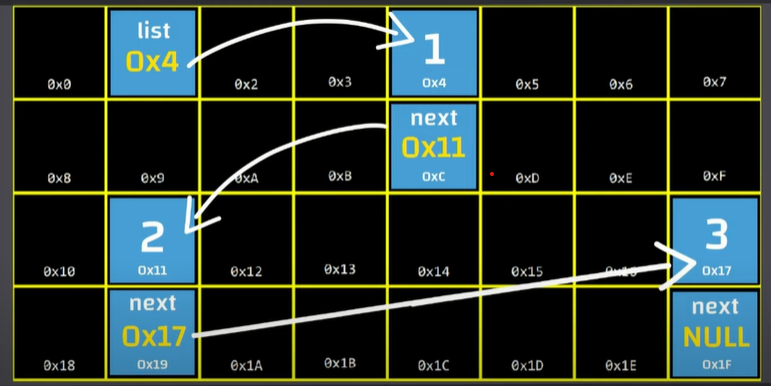 list
0x4
1
0x0
0x2
0x3
0x4
0x5
0x6
0x7
next
0x11
0x8
0x9
0xA
0xB
0xC
0xD
0xE
0xF
2
3
0x10
0x11
0x12
0x13
0x14
0x15
0x16
0x17
next
0x17
next
NULL
0x18
0x19
0x1A
0x1B
0x1C
0x1D
0x1E
0x1F